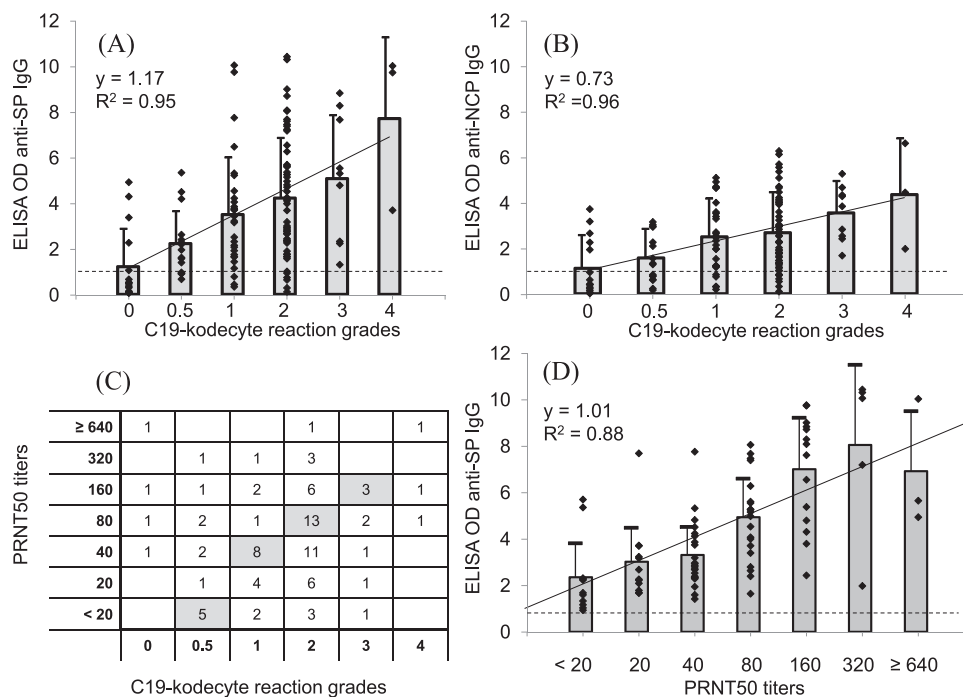 (A)
y = 1.17
R² = 0.95
ELISA OD anti-SP IgG
12
10
8
6
4
2
0
0 0.5 1 2 3 4
C19-kodecyte reaction grades
(B)
y = 0.73
R² =0.96
ELISA OD anti-NCP IgG
12
10
8
6
4
2
0
0 0.5 1 2 3 4
C19-kodecyte reaction grades
(C)
PRNT50 titers
≥ 640 1 1 1
320 1 1 3
160 1 1 2 6 3 1
80 1 2 1 13 2 1
40 1 2 8 11 1
20 1 4 6 1
< 20 5 2 3 1
0 0.5 1 2 3 4
C19-kodecyte reaction grades
(D)
y = 1.01
R² = 0.88
ELISA OD anti-SP IgG
12
10
8
6
4
2
0
< 20 20 40 80 160 320 ≥ 640
PRNT50 titers